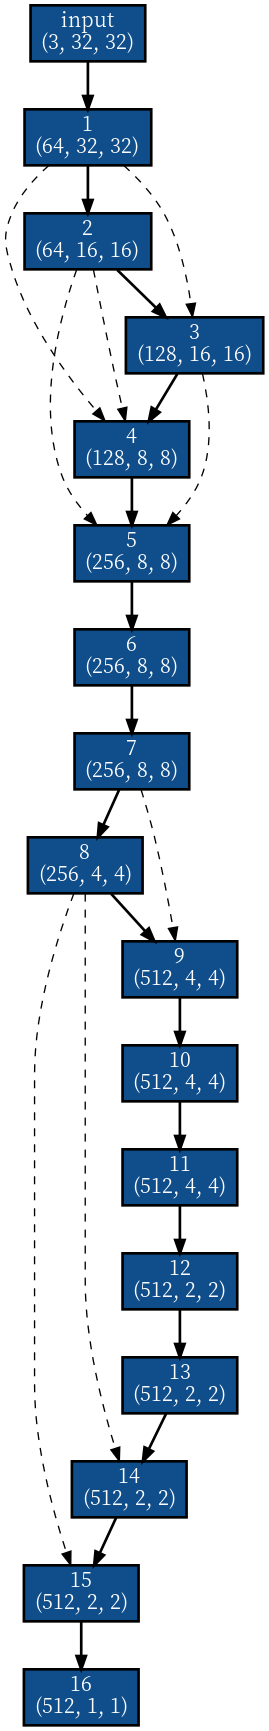 input
(3, 32, 32)
1
(64, 32, 32)
2
(64, 16, 16)
3
(128, 16, 16)
4
(128, 8, 8)
5
(256, 8, 8)
6
(256, 8, 8)
7
(256, 8, 8)
8
(256, 4, 4)
9
(512, 4, 4)
10
(512, 4, 4)
11
(512, 4, 4)
12
(512, 2, 2)
13
(512, 2, 2)
14
(512, 2, 2)
15
(512, 2, 2)
16
(512, 1, 1)